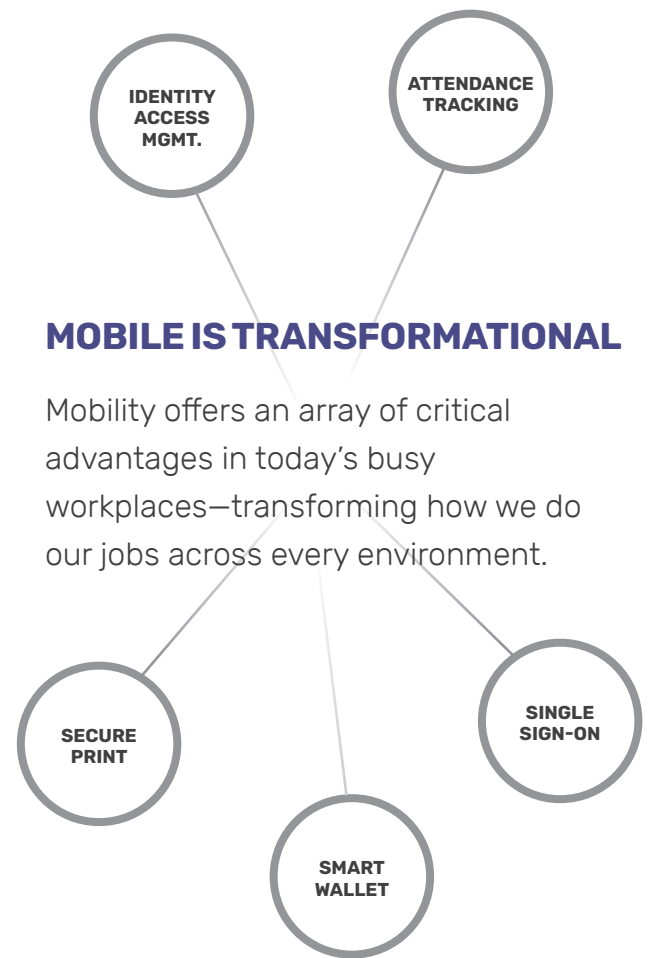 IDENTITY
ACCESS
MGMT.
ATTENDANCE
TRACKING
MOBILE IS TRANSFORMATIONAL
Mobility offers an array of critical
advantages in today’s busy
workplaces—transforming how we do
our jobs across every environment.
SECURE
PRINT
SINGLE
SIGN-ON
SMART
WALLET